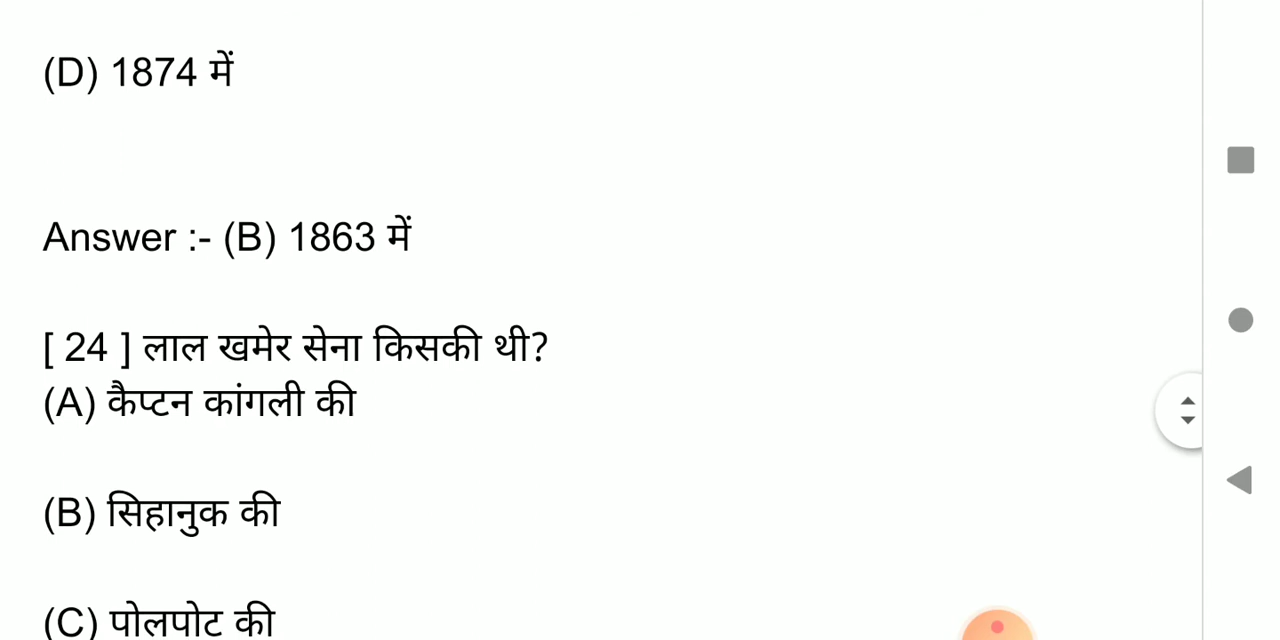 (D) 1874 में
Answer :- (B) 1863 में
[ 24 ] लाल खमेर सेना किसकी थी?
(A) कैप्टन कांगली की
(B) सिहानुक की
(C) पोलपोट की